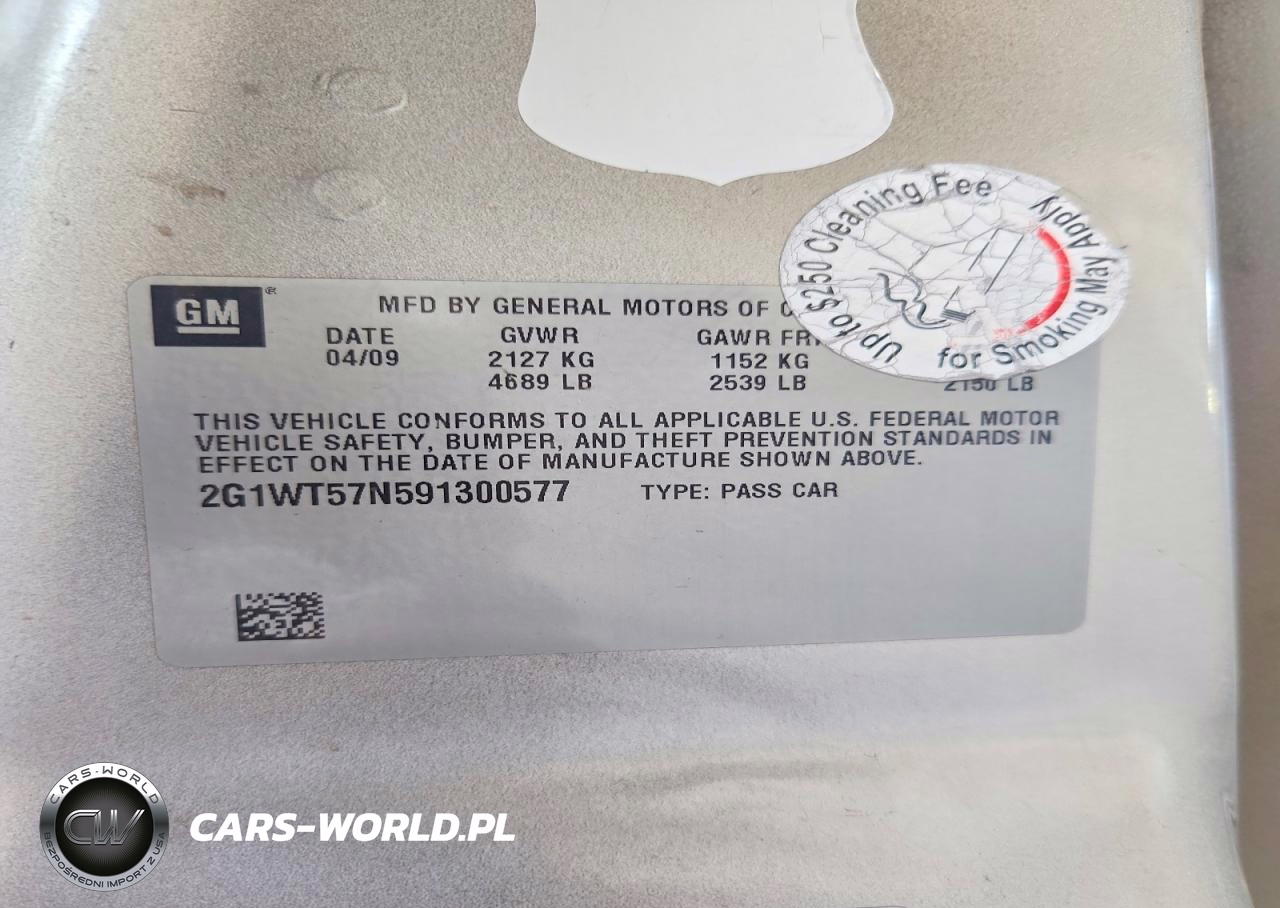 GM
MFD BY GENERAL MOTORS OF
DATE GVWR GAWR
04/09 2127 KG 1152 KG
4689 LB 2539 LB 2150 LB
THIS VEHICLE CONFORMS TO ALL APPLICABLE U.S. FEDERAL MOTOR
VEHICLE SAFETY, BUMPER, AND THEFT PREVENTION STANDARDS IN
EFFECT ON THE DATE OF MANUFACTURE SHOWN ABOVE.
2G1WT57N591300577 TYPE: PASS CAR
Up to $250 Cleaning Fee
for Smoking May Apply
CARS-WORLD
CW
BEZPOŚREDNI IMPORT Z USA
CARS-WORLD.PL